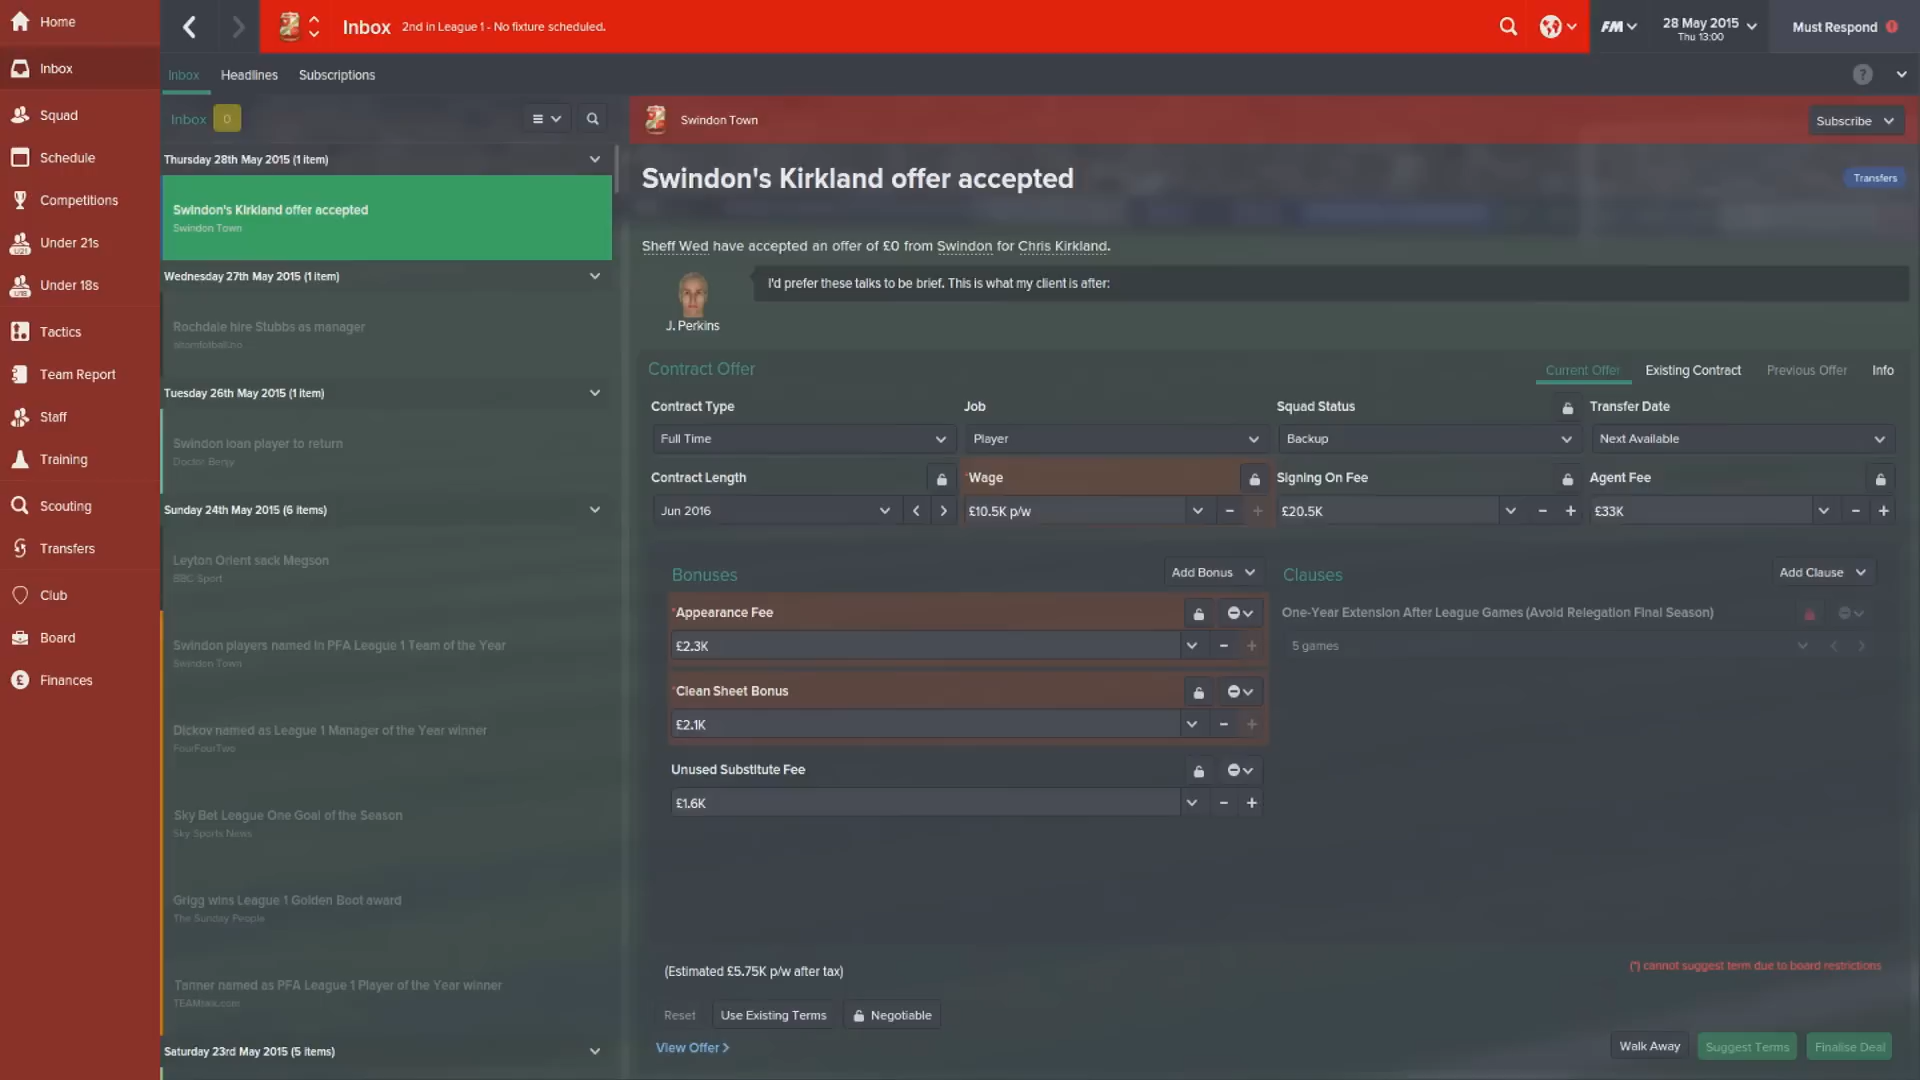 Home
Inbox
Squad
Schedule
Competitions
Under 21s
Under 18s
Tactics
Team Report
Staff
Training
Scouting
Transfers
Club
Board
Finances
Inbox 2nd in League 1 - No fixture scheduled.
FM
28 May 2015
Thu 13:00
Must Respond
Inbox Headlines Subscriptions
Inbox 0
Thursday 28th May 2015 (1 item)
Swindon's Kirkland offer accepted
Swindon Town
Wednesday 27th May 2015 (1 item)
Rochdale hire Stubbs as manager
Tuesday 26th May 2015 (1 item)
Swindon loan player to return
Doctor Benjy
Sunday 24th May 2015 (6 items)
Leyton Orient sack Megson
BBC Sport
Swindon players named in PFA League 1 Team of the Year
Swindon Town
Dickov named as League 1 Manager of the Year winner
FourFourTwo
Sky Bet League One Goal of the Season
Sky Sports News
Grigg wins League 1 Golden Boot award
The Sunday People
Tanner named as PFA League 1 Player of the Year winner
TEAMtalk.com
Saturday 23rd May 2015 (5 items)
Swindon Town
Subscribe
Swindon's Kirkland offer accepted
Transfers
Sheff Wed have accepted an offer of £0 from Swindon for Chris Kirkland.
I'd prefer these talks to be brief. This is what my client is after:
J. Perkins
Contract Offer
Current Offer Existing Contract Previous Offer Info
Contract Type Job Squad Status Transfer Date
Full Time Player Backup Next Available
Contract Length *Wage Signing On Fee Agent Fee
Jun 2016 £10.5K p/w £20.5K £33K
Bonuses Add Bonus Clauses Add Clause
*Appearance Fee
£2.3K
One-Year Extension After League Games (Avoid Relegation Final Season)
5 games
*Clean Sheet Bonus
£2.1K
Unused Substitute Fee
£1.6K
(Estimated £5.75K p/w after tax)
(*) cannot suggest term due to board restrictions
Reset Use Existing Terms Negotiable
View Offer >
Walk Away Suggest Terms Finalise Deal